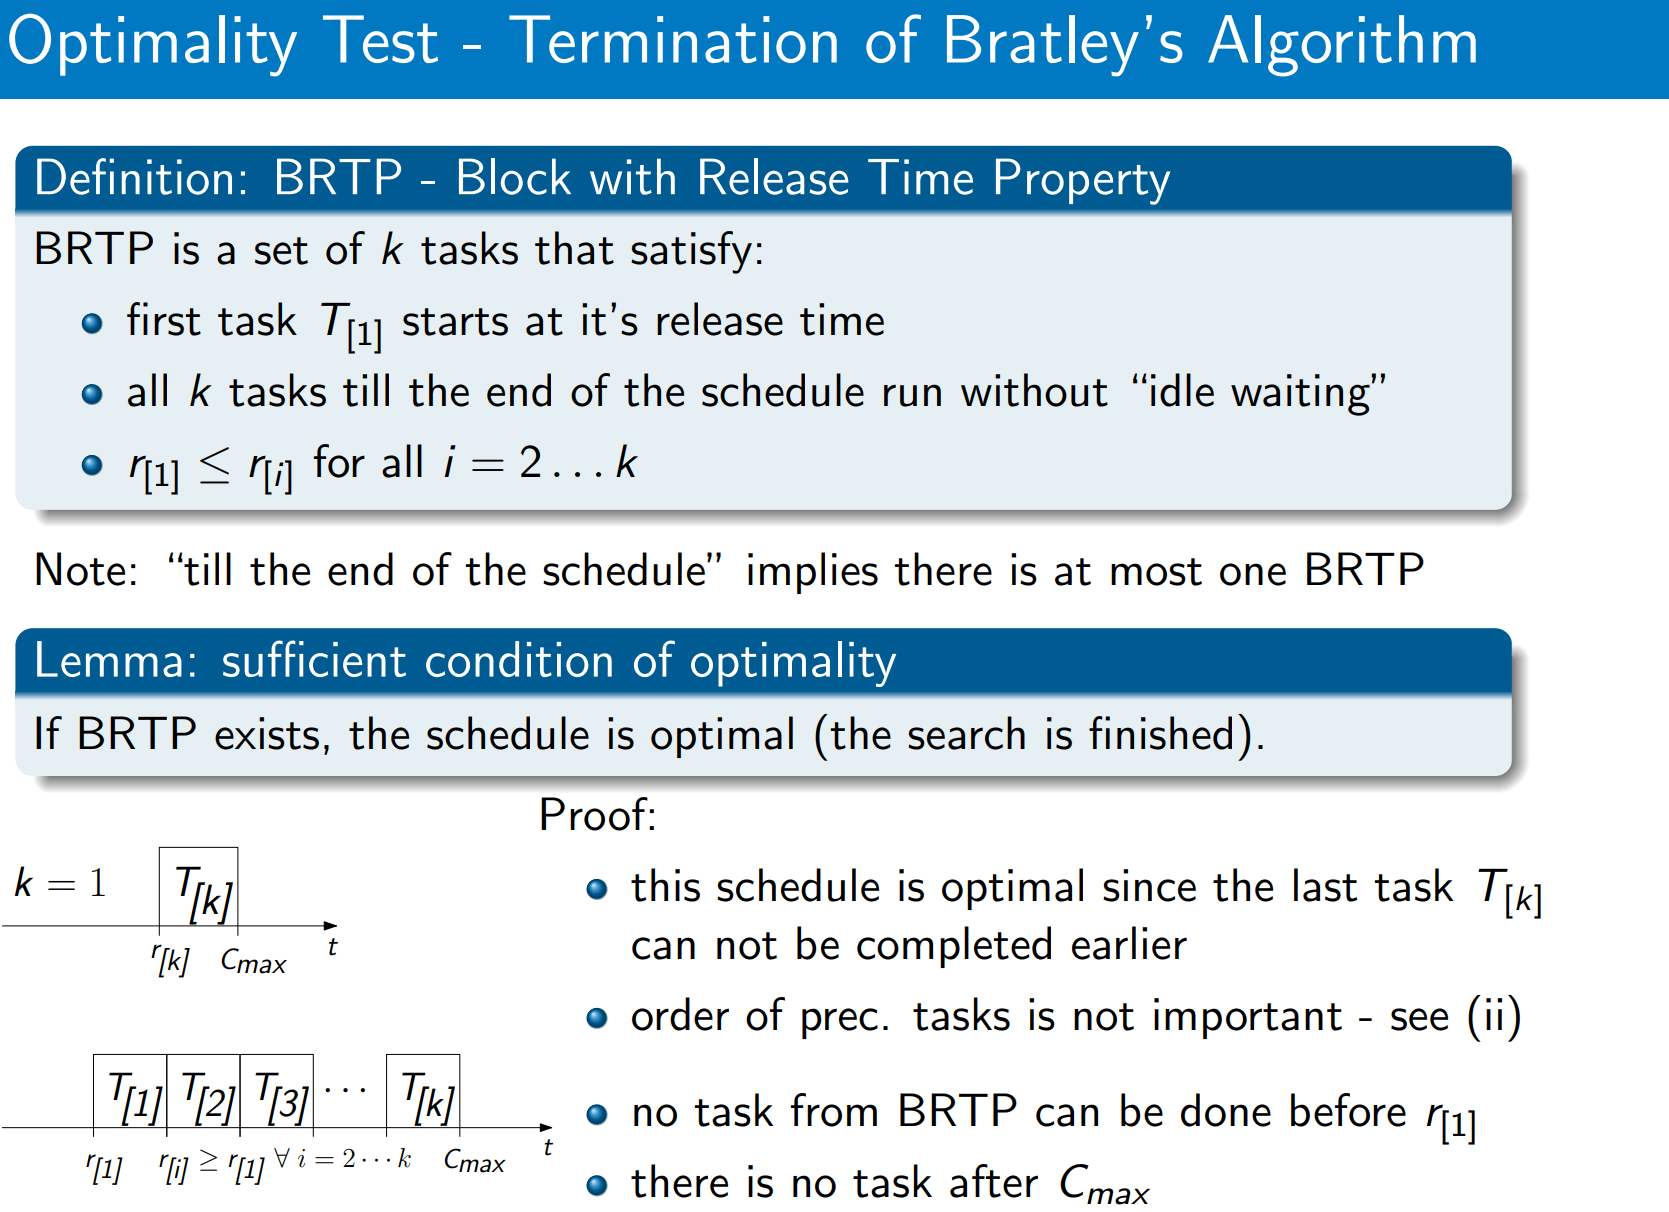 Optimality Test - Termination of Bratley's Algorithm
Definition: BRTP - Block with Release Time Property
BRTP is a set of k tasks that satisfy:
first task T[1] starts at it's release time
all k tasks till the end of the schedule run without “idle waiting”
r[1] ≤ r[i] for all i = 2 . . . k
Note: “till the end of the schedule” implies there is at most one BRTP
Lemma: sufficient condition of optimality
If BRTP exists, the schedule is optimal (the search is finished).
k = 1
T[k]
r[k] Cmax t
Proof:
this schedule is optimal since the last task T[k]
can not be completed earlier
order of prec. tasks is not important - see (ii)
T[1] T[2] T[3] · · · T[k]
r[1] r[i] ≥ r[1] ∀ i = 2 · · · k Cmax t
no task from BRTP can be done before r[1]
there is no task after Cmax